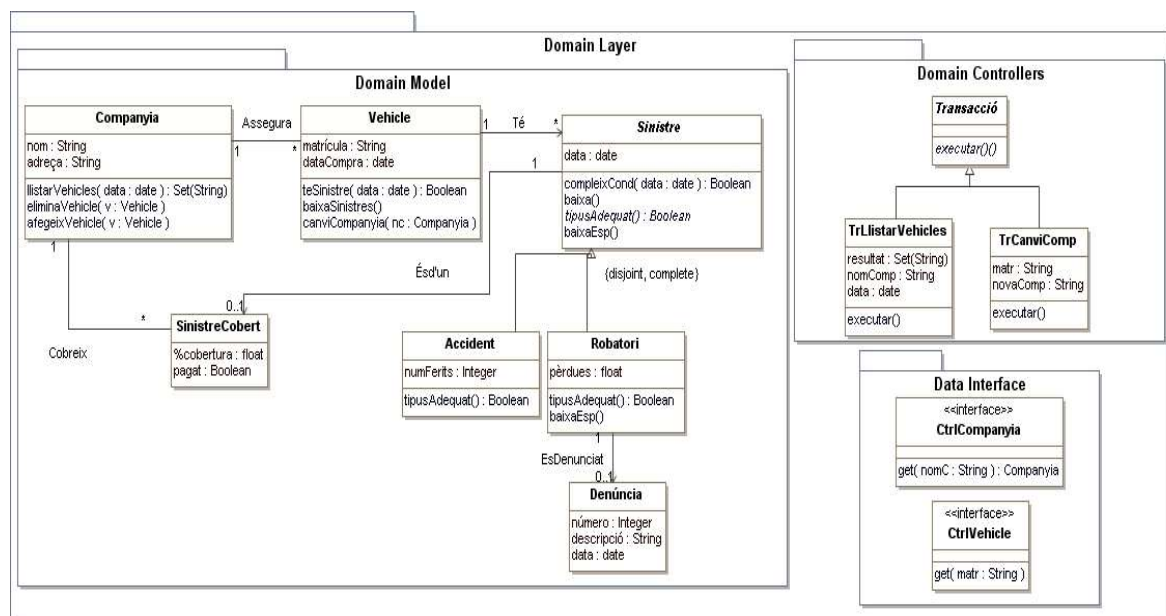 Domain Layer
Domain Model
Companyia
nom : String
adreça : String
llistarVehicles( data : date ) : Set(String)
eliminaVehicle( v : Vehicle )
afegeixVehicle( v : Vehicle )
Assegura
1
*
Vehicle
matrícula : String
dataCompra : date
teSinistre( data : date ) : Boolean
baixaSinistres()
canviCompanyia( nc : Companyia )
1
Té
*
Sinistre
data : date
compleixCond( data : date ) : Boolean
baixa()
tipusAdequat() : Boolean
baixaEsp()
1
1
Ésd'un
{disjoint, complete}
0..1
*
Cobreix
SinistreCobert
%cobertura : float
pagat : Boolean
Accident
numFerits : Integer
tipusAdequat() : Boolean
Robatori
pèrdues : float
tipusAdequat() : Boolean
baixaEsp()
1
EsDenunciat
0..1
Denúncia
número : Integer
descripció : String
data : date
Domain Controllers
Transacció
executar()()
TrLlistarVehicles
resultat : Set(String)
nomComp : String
data : date
executar()
TrCanviComp
matr : String
novaComp : String
executar()
Data Interface
<<interface>>
CtrlCompanyia
get( nomC : String ) : Companyia
<<interface>>
CtrlVehicle
get( matr : String )